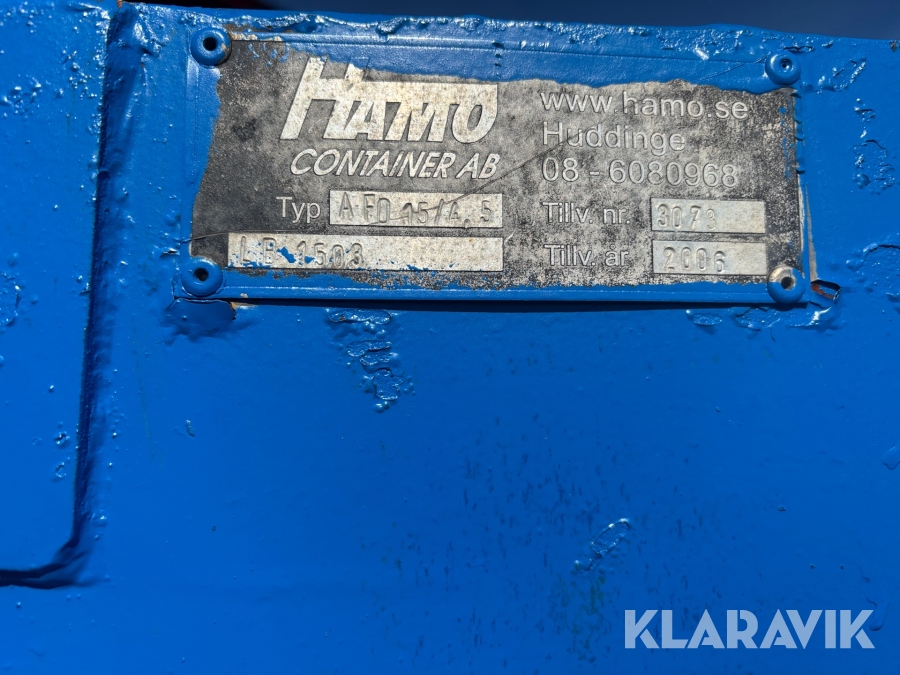 HAMO
CONTAINER AB
www.hamo.se
Huddinge
08 - 6080968
Typ AFD 15/4,5
LB 1503
Tillv. nr. 3073
Tillv. år 2006
KLARAVIK